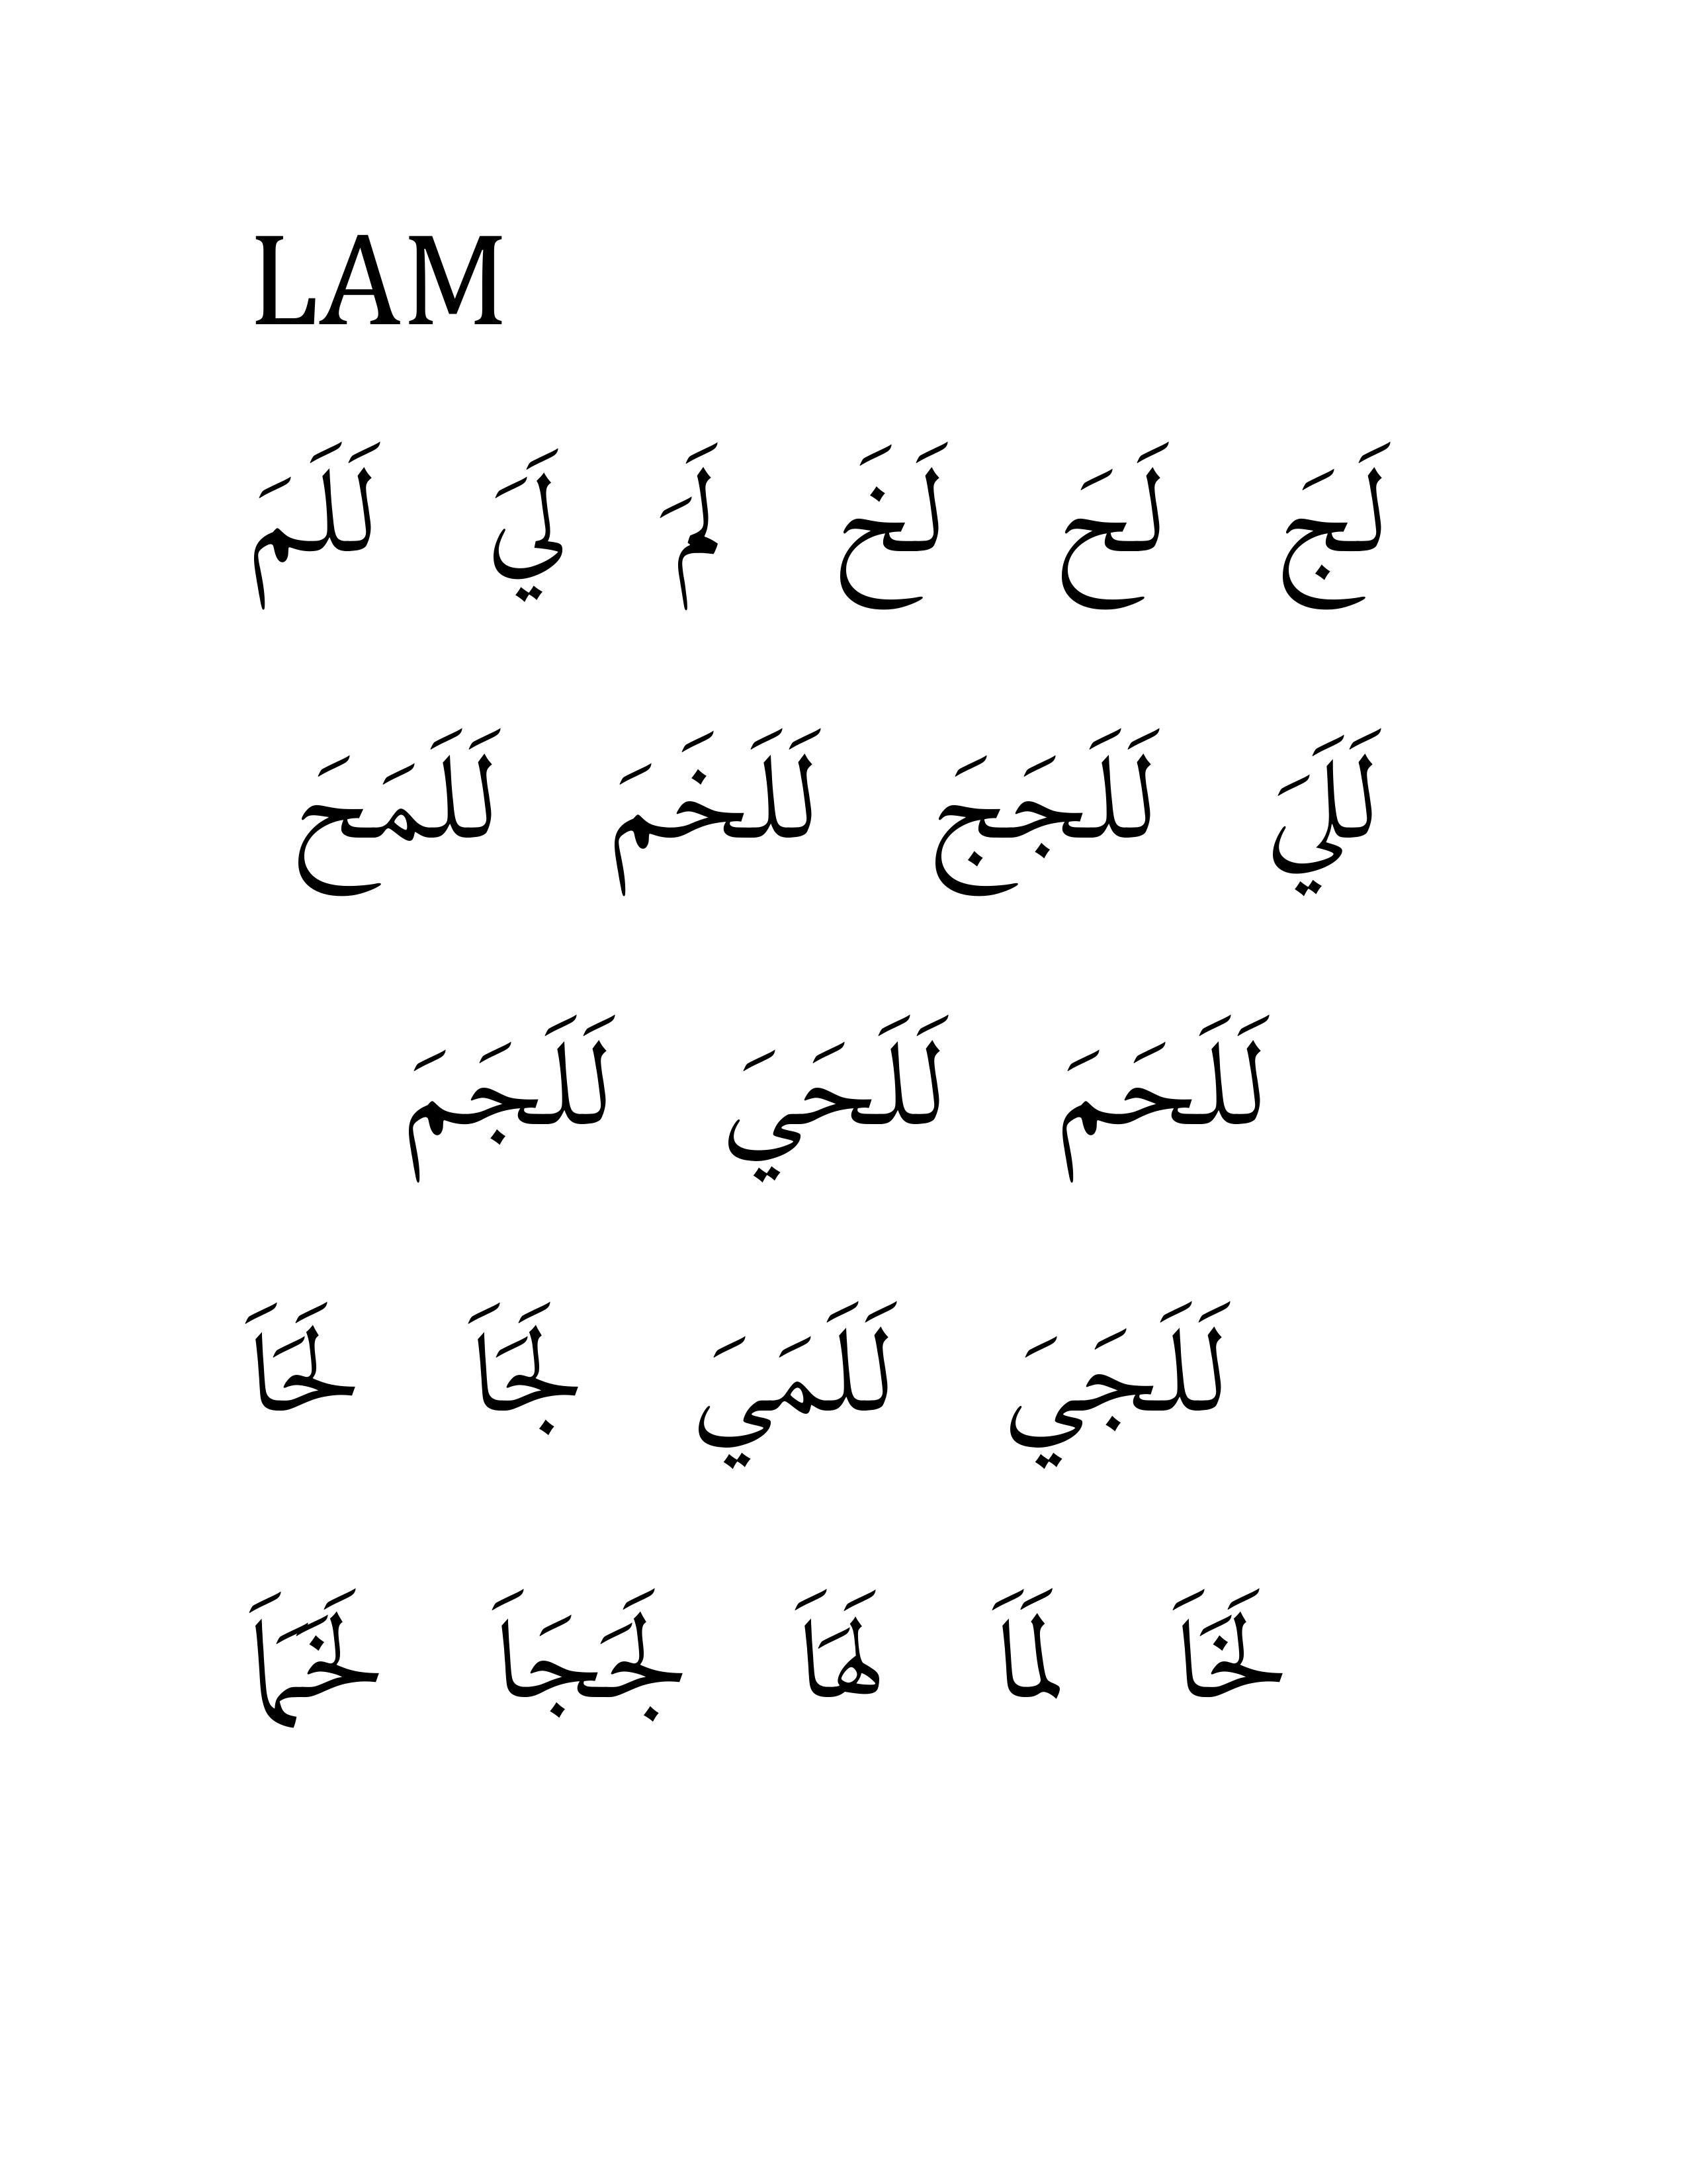 LAM
لَجَ لَحَ لَخَ لَمَ لَيَ لَلَمَ
لَلَيَ لَلَجَجَ لَلَخَمَ لَلَمَحَ
لَلَحَمَ لَلَحَيَ لَلَجَمَ
لَلَجَيَ لَلَمَيَ لَجَاَ لَحَاَ
لَخَاَ لَمَاَ لَهَاَ لَجَجَاَ لَخَمَاَ